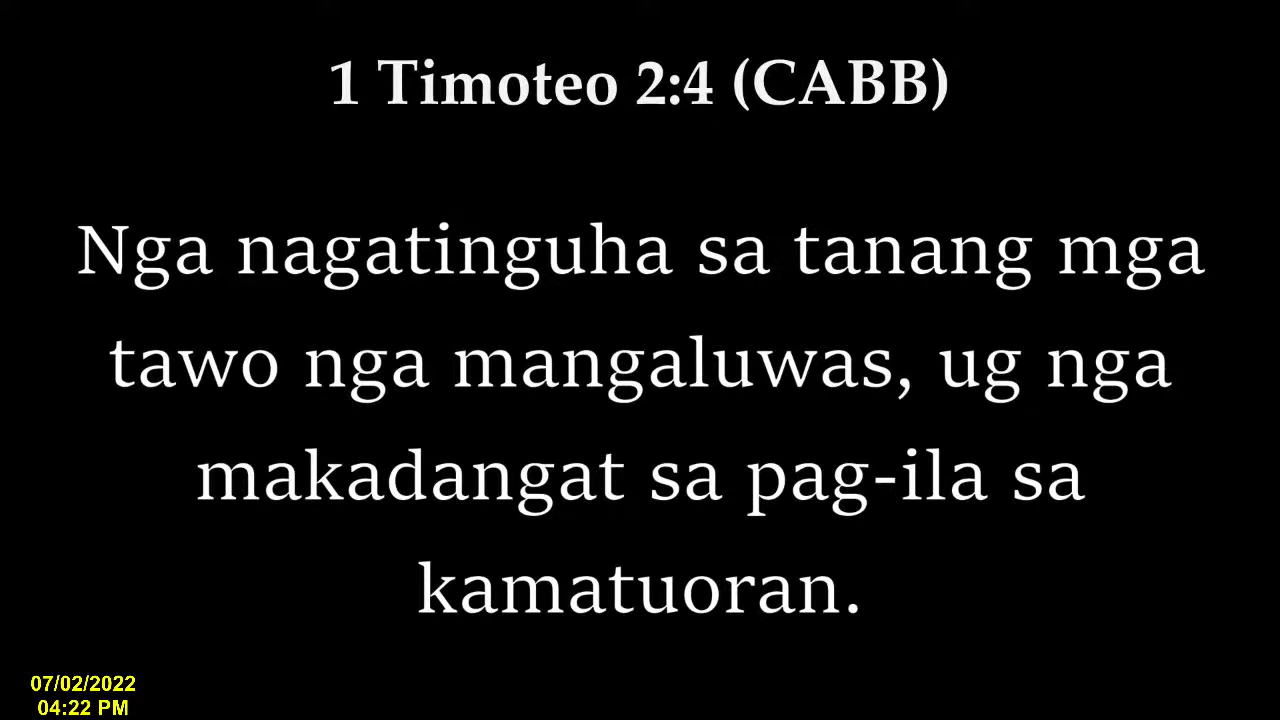 1 Timoteo 2:4 (CABB)
Nga nagatinguha sa tanang mga
tawo nga mangaluwas, ug nga
makadangat sa pag-ila sa
kamatuoran.
07/02/2022
04:22 PM